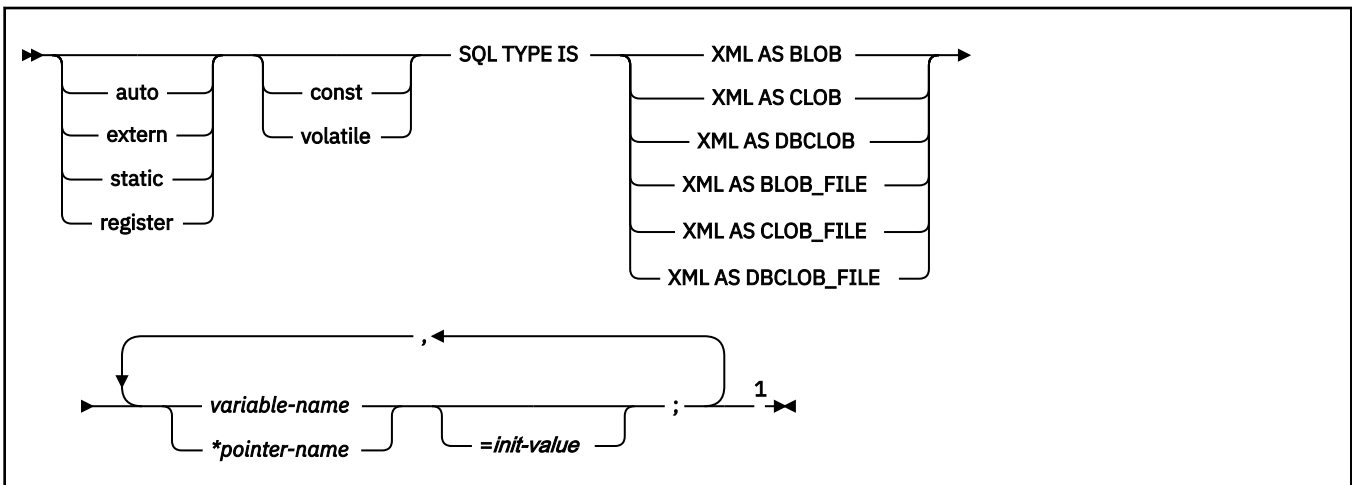 SQL TYPE IS XML AS BLOB
auto const XML AS CLOB
extern volatile XML AS DBCLOB
static XML AS BLOB_FILE
register XML AS CLOB_FILE
XML AS DBCLOB_FILE
,
variable-name ; 1
*pointer-name =init-value